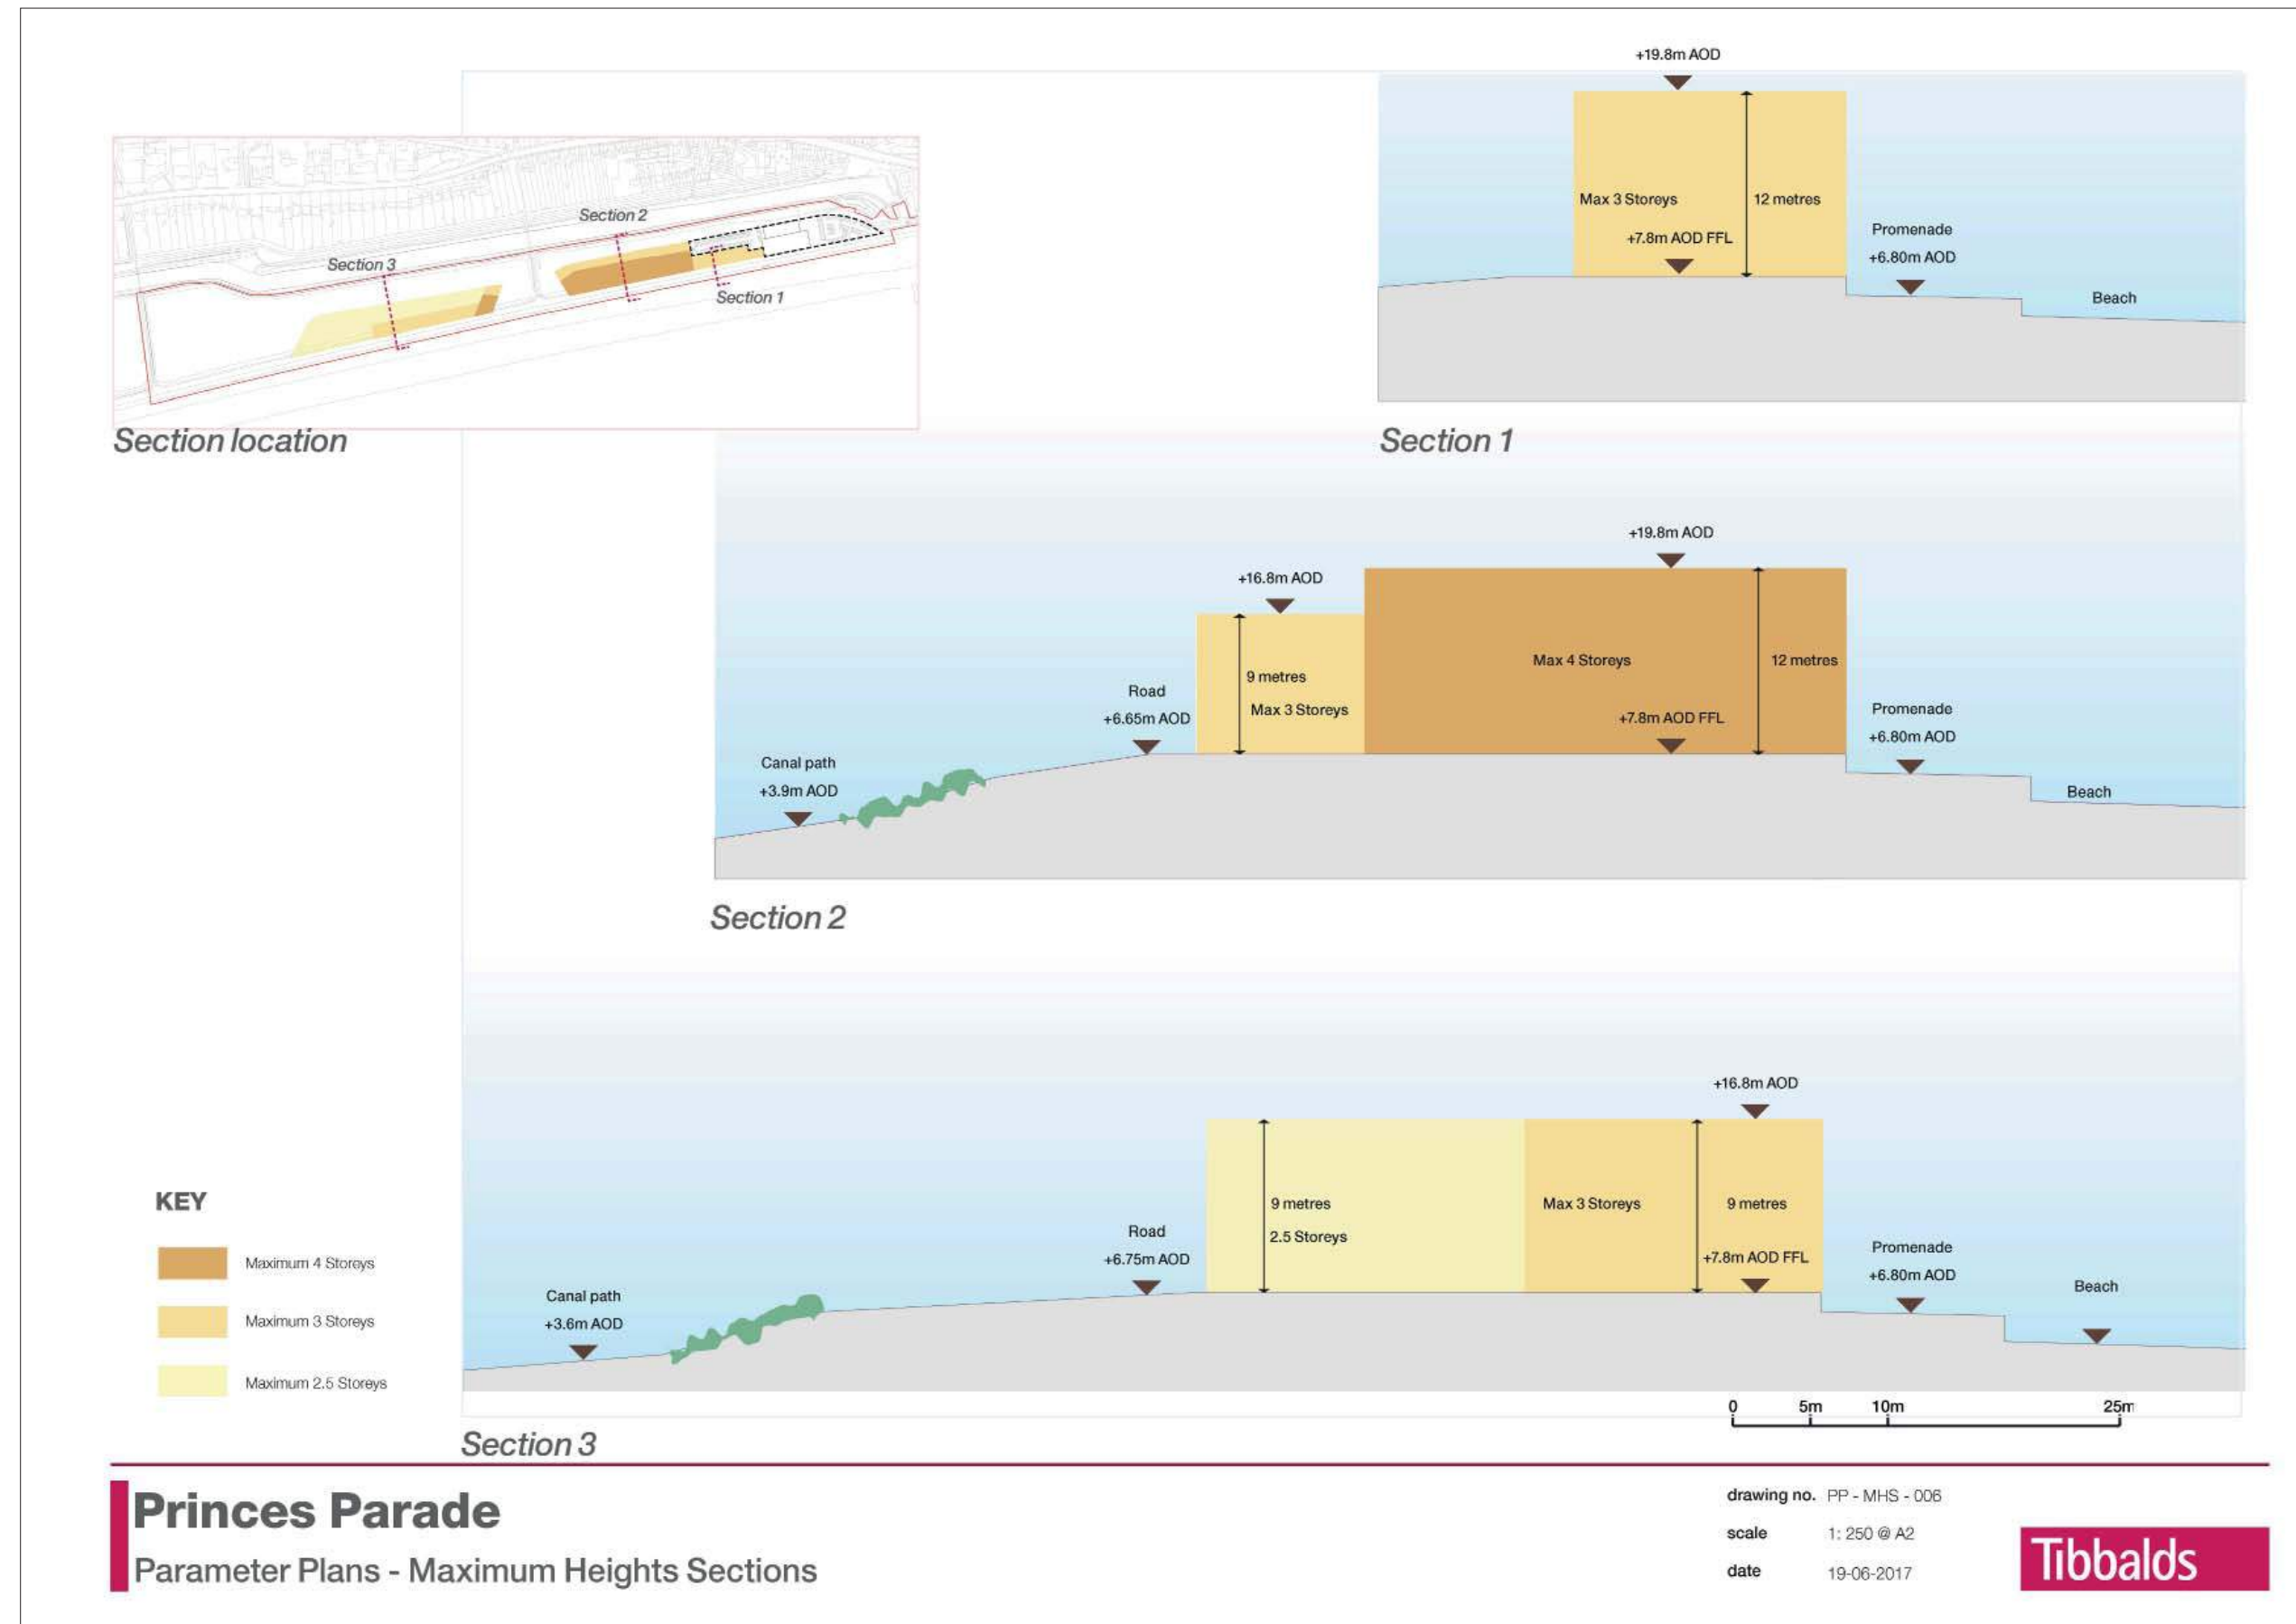 Section 2
Section 3
Section 1
Section location
+19.8m AOD
Max 3 Storeys
12 metres
+7.8m AOD FFL
Promenade
+6.80m AOD
Beach
Section 1
+19.8m AOD
+16.8m AOD
Max 4 Storeys
12 metres
9 metres
Max 3 Storeys
Road
+6.65m AOD
+7.8m AOD FFL
Promenade
+6.80m AOD
Canal path
+3.9m AOD
Beach
Section 2
+16.8m AOD
9 metres
2.5 Storeys
Max 3 Storeys
9 metres
Road
+6.75m AOD
+7.8m AOD FFL
Promenade
+6.80m AOD
Beach
Canal path
+3.6m AOD
KEY
Maximum 4 Storeys
Maximum 3 Storeys
Maximum 2.5 Storeys
0 5m 10m 25m
Section 3
Princes Parade
Parameter Plans - Maximum Heights Sections
drawing no. PP - MHS - 006
scale 1: 250 @ A2
date 19-06-2017
Tibbalds